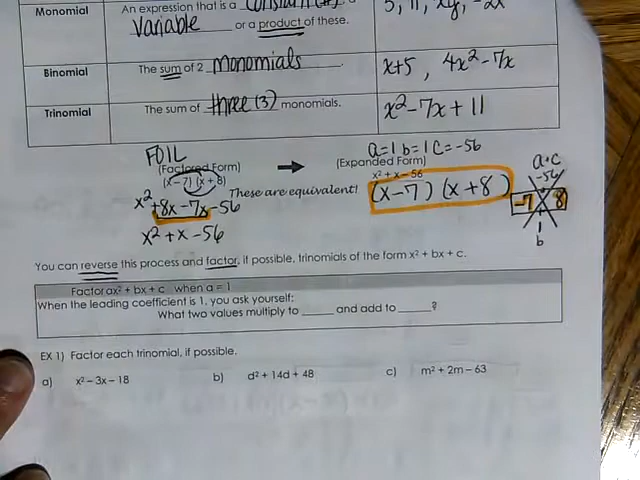 Monomial
An expression that is a constant (#), a
variable or a product of these.
5, 11, xy, -2x
Binomial
The sum of 2 monomials.
x+5 , 4x²-7x
Trinomial
The sum of three (3) monomials.
x²-7x+11
FOIL
(Factored Form)
(x – 7) (x + 8)
x²+8x-7x-56
x²+x-56
These are equivalent!
a=1 b=1 c=-56
(Expanded Form)
x² + x – 56
(x-7) (x+8)
a·c
-56
-7 8
1
b
You can reverse this process and factor, if possible, trinomials of the form x² + bx + c.
Factor ax² + bx + c when a = 1
When the leading coefficient is 1, you ask yourself:
What two values multiply to _____ and add to _____?
EX 1) Factor each trinomial, if possible.
a) x² – 3x – 18 b) d² + 14d + 48 c) m² + 2m – 63